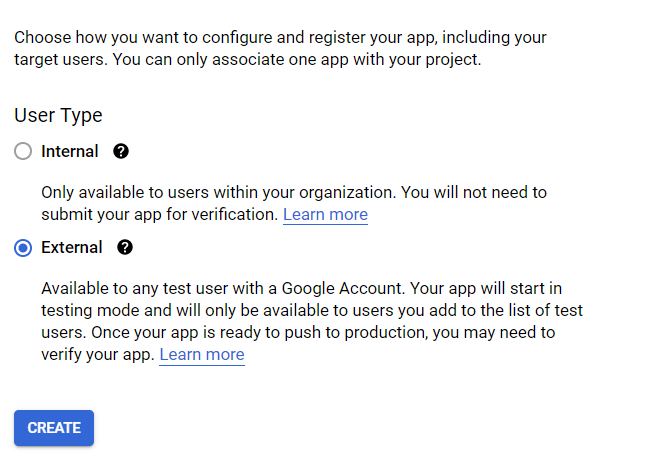 Choose how you want to configure and register your app, including your
target users. You can only associate one app with your project.
User Type
Internal ?
Only available to users within your organization. You will not need to
submit your app for verification. Learn more
External ?
Available to any test user with a Google Account. Your app will start in
testing mode and will only be available to users you add to the list of test
users. Once your app is ready to push to production, you may need to
verify your app. Learn more
CREATE